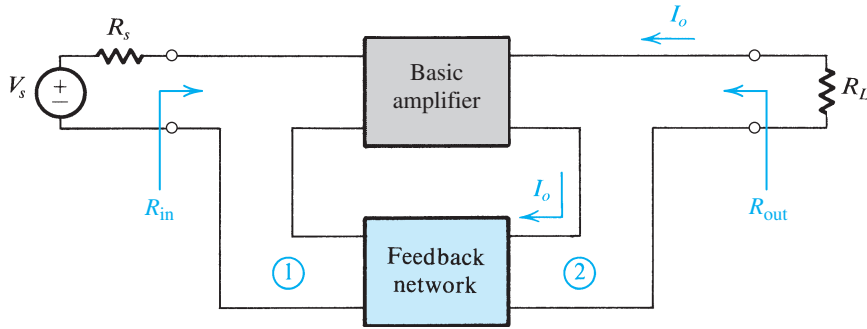 I_o
R_s
V_s
+
−
Basic
amplifier
R_L
R_in
I_o
R_out
Feedback
network
1
2